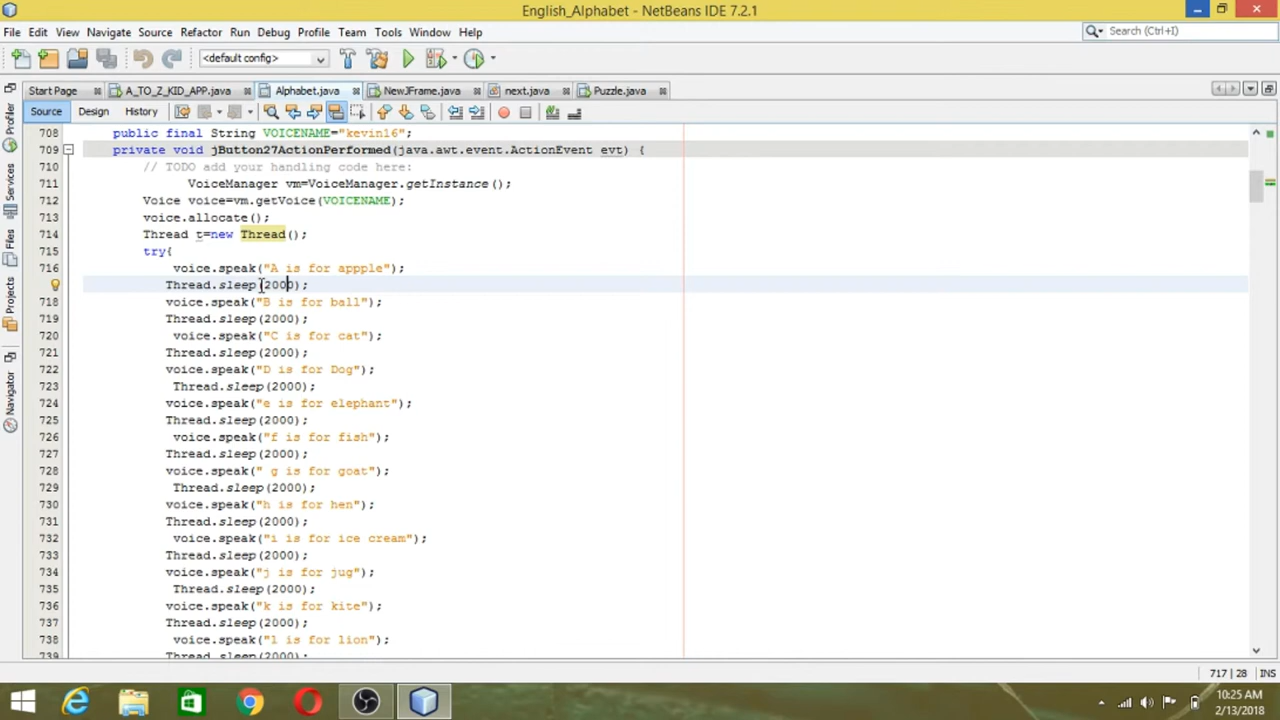 English_Alphabet - NetBeans IDE 7.2.1
File Edit View Navigate Source Refactor Run Debug Profile Team Tools Window Help
Search (Ctrl+I)
<default config>
Start Page A_TO_Z_KID_APP.java Alphabet.java NewJFrame.java next.java Puzzle.java
Source Design History
Profiler
Services
Files
Projects
Navigator
708 public final String VOICENAME="kevin16";
709 private void jButton27ActionPerformed(java.awt.event.ActionEvent evt) {
710 // TODO add your handling code here:
711 VoiceManager vm=VoiceManager.getInstance();
712 Voice voice=vm.getVoice(VOICENAME);
713 voice.allocate();
714 Thread t=new Thread();
715 try{
716 voice.speak("A is for appple");
Thread.sleep(2000);
718 voice.speak("B is for ball");
719 Thread.sleep(2000);
720 voice.speak("C is for cat");
721 Thread.sleep(2000);
722 voice.speak("D is for Dog");
723 Thread.sleep(2000);
724 voice.speak("e is for elephant");
725 Thread.sleep(2000);
726 voice.speak("f is for fish");
727 Thread.sleep(2000);
728 voice.speak(" g is for goat");
729 Thread.sleep(2000);
730 voice.speak("h is for hen");
731 Thread.sleep(2000);
732 voice.speak("i is for ice cream");
733 Thread.sleep(2000);
734 voice.speak("j is for jug");
735 Thread.sleep(2000);
736 voice.speak("k is for kite");
737 Thread.sleep(2000);
738 voice.speak("l is for lion");
739 Thread.sleep(2000);
717 | 28 INS
10:25 AM
2/13/2018